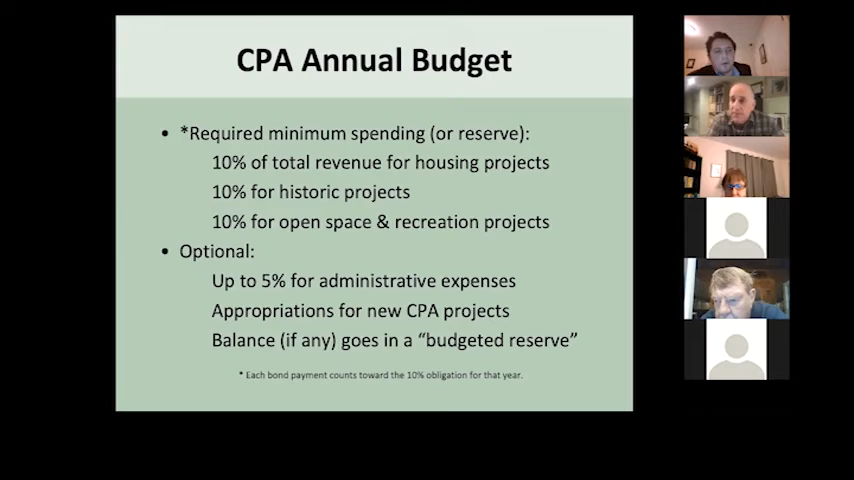 CPA Annual Budget
• *Required minimum spending (or reserve):
10% of total revenue for housing projects
10% for historic projects
10% for open space & recreation projects
• Optional:
Up to 5% for administrative expenses
Appropriations for new CPA projects
Balance (if any) goes in a “budgeted reserve”
* Each bond payment counts toward the 10% obligation for that year.